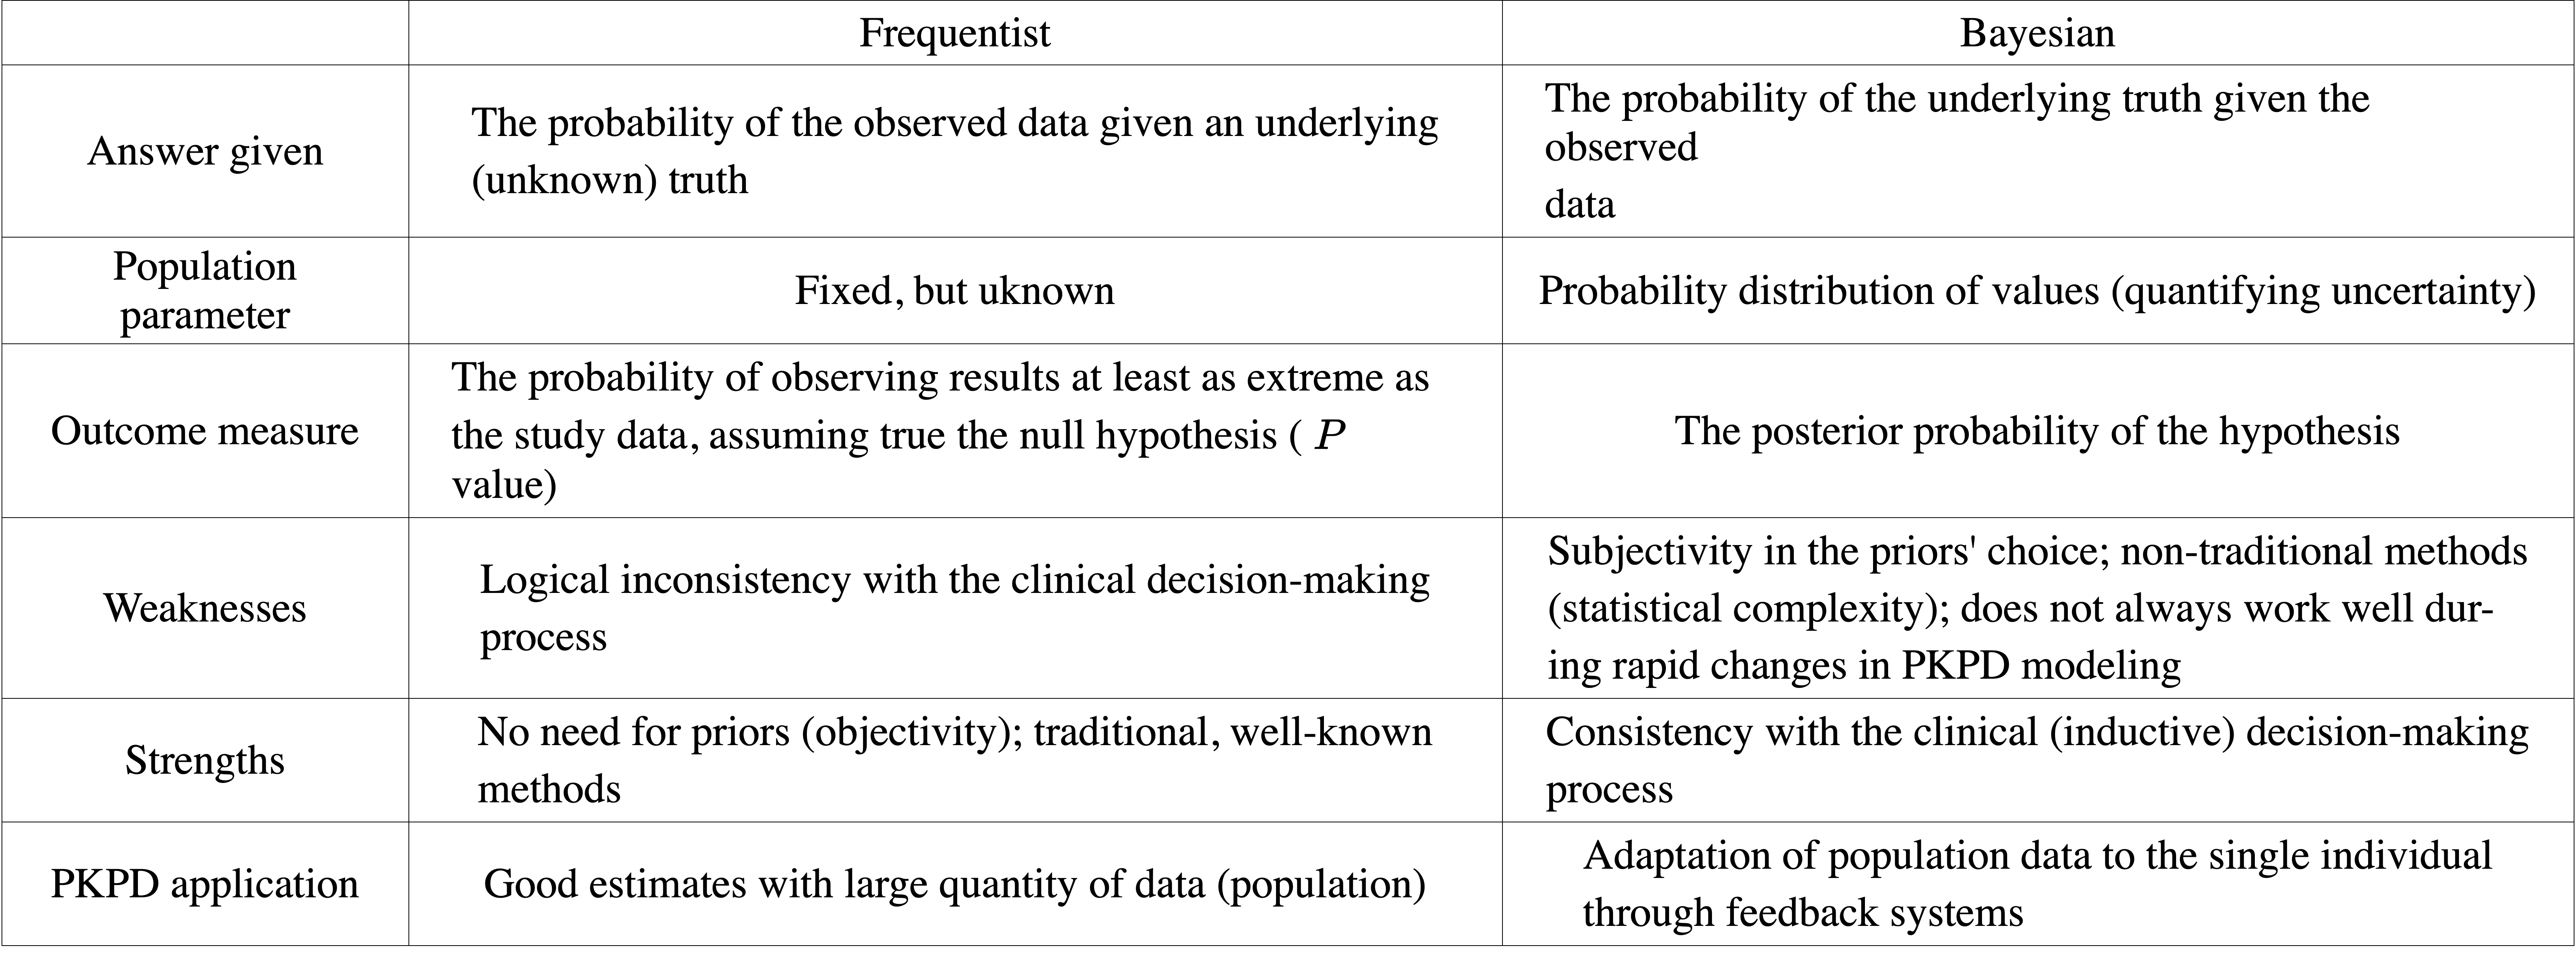 Frequentist
Bayesian
Answer given
The probability of the observed data given an underlying
(unknown) truth
The probability of the underlying truth given the
observed
data
Population
parameter
Fixed, but uknown
Probability distribution of values (quantifying uncertainty)
Outcome measure
The probability of observing results at least as extreme as
the study data, assuming true the null hypothesis ( P
value)
The posterior probability of the hypothesis
Weaknesses
Logical inconsistency with the clinical decision-making
process
Subjectivity in the priors' choice; non-traditional methods
(statistical complexity); does not always work well dur-
ing rapid changes in PKPD modeling
Strengths
No need for priors (objectivity); traditional, well-known
methods
Consistency with the clinical (inductive) decision-making
process
PKPD application
Good estimates with large quantity of data (population)
Adaptation of population data to the single individual
through feedback systems